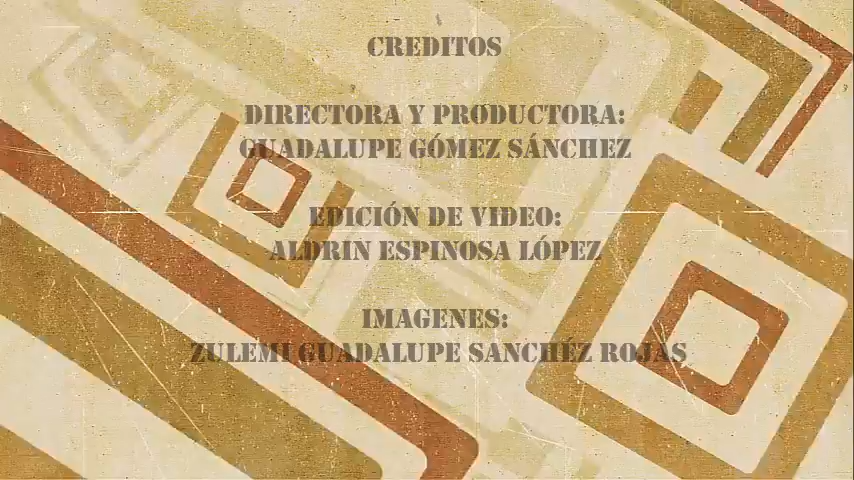 CREDITOS
DIRECTORA Y PRODUCTORA:
GUADALUPE GÓMEZ SÁNCHEZ
EDICIÓN DE VIDEO:
ALDRIN ESPINOSA LÓPEZ
IMAGENES:
ZULEMI GUADALUPE SANCHÉZ ROJAS